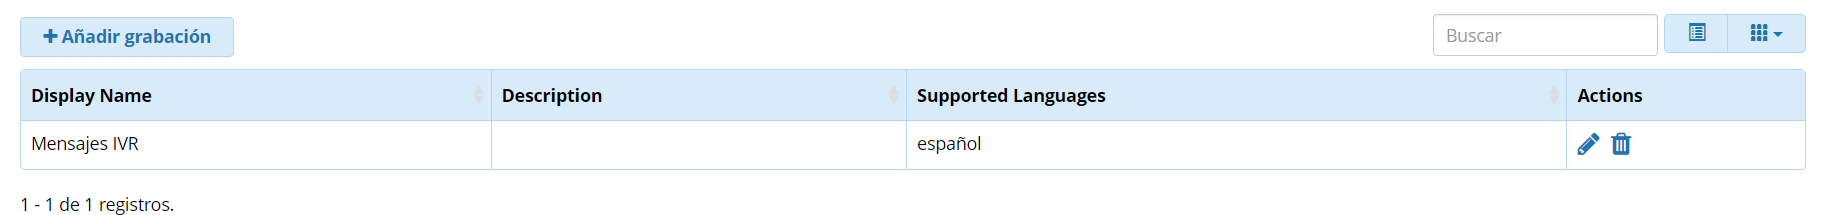 Añadir grabación
Buscar
Display Name Description Supported Languages Actions
Mensajes IVR español
1 - 1 de 1 registros.